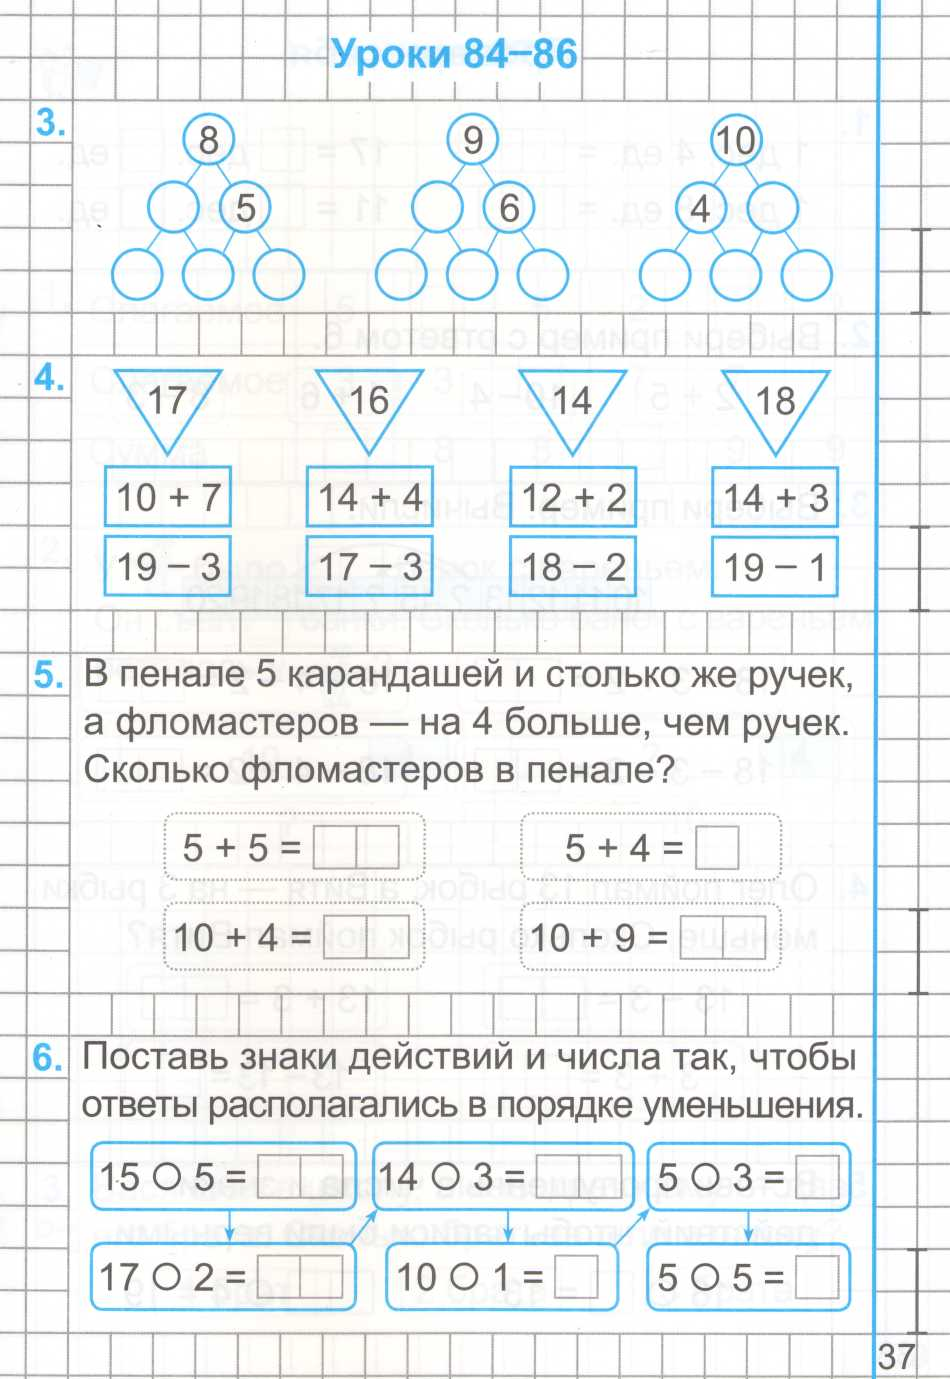 Уроки 84–86
3.
8
9
10
5
6
4
4.
17
16
14
18
10 + 7
14 + 4
12 + 2
14 + 3
19 – 3
17 – 3
18 – 2
19 – 1
5. В пенале 5 карандашей и столько же ручек,
а фломастеров — на 4 больше, чем ручек.
Сколько фломастеров в пенале?
5 + 5 =
5 + 4 =
10 + 4 =
10 + 9 =
6. Поставь знаки действий и числа так, чтобы
ответы располагались в порядке уменьшения.
15 ○ 5 =
14 ○ 3 =
5 ○ 3 =
17 ○ 2 =
10 ○ 1 =
5 ○ 5 =
37